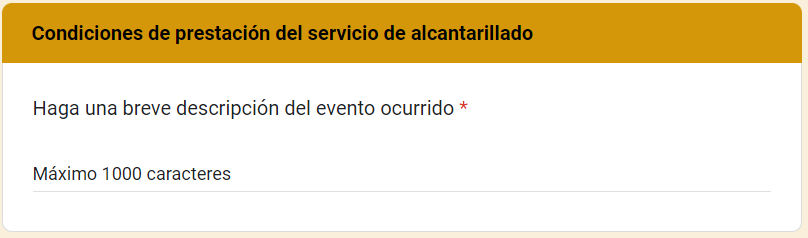 Condiciones de prestación del servicio de alcantarillado
Haga una breve descripción del evento ocurrido *
Máximo 1000 caracteres